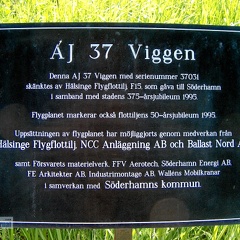 ÁJ 37 Viggen
Denna AJ 37 Viggen med serienummer 37031
skänktes av Hälsinge Flygflottilj, F15, som gåva till Söderhamn
i samband med stadens 375-årsjubileum 1995.
Flygplanet markerar också flottiljens 50-årsjubileum 1995.
Uppsättningen av flygplanet har möjliggjorts genom medverkan från
Hälsinge Flygflottilj, NCC Anläggning AB och Ballast Nord A
samt Försvarets materielverk, FFV Aerotech, Söderhamn Energi AB,
FE Arkitekter AB, Industrimontage AB, Walléns Mobilkranar
i samverkan med Söderhamns kommun.